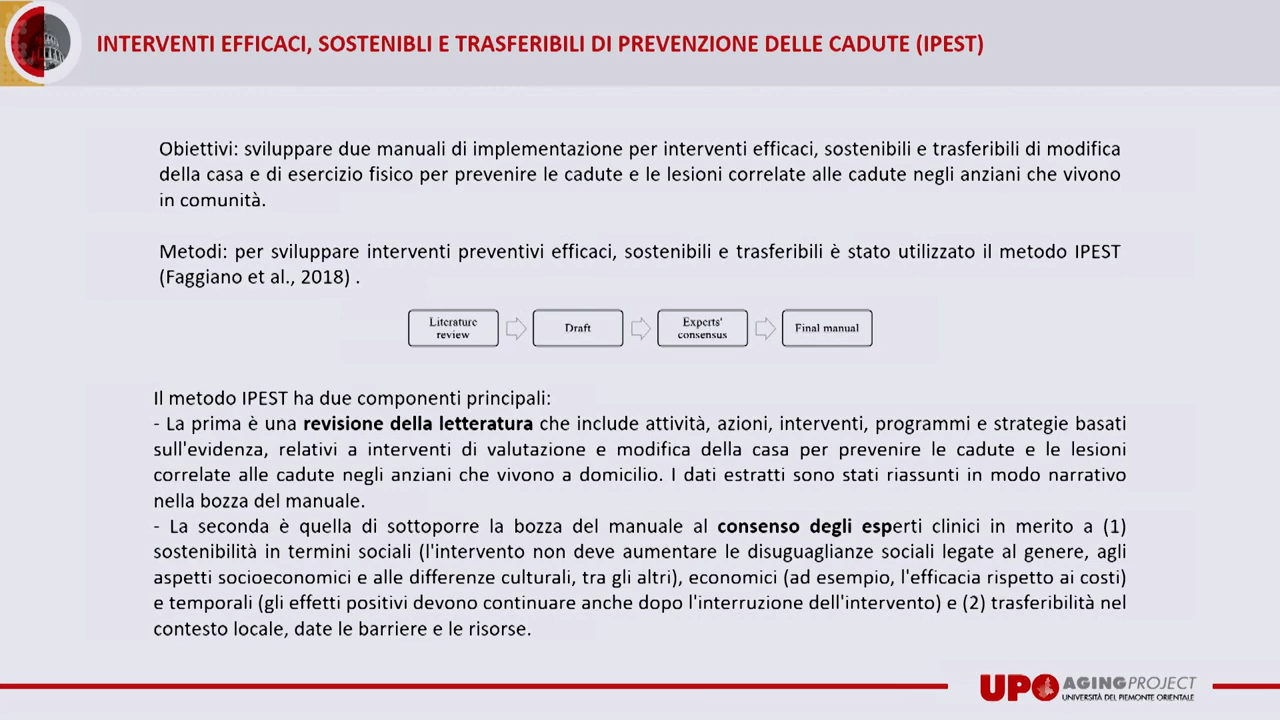 INTERVENTI EFFICACI, SOSTENIBLI E TRASFERIBILI DI PREVENZIONE DELLE CADUTE (IPEST)
Obiettivi: sviluppare due manuali di implementazione per interventi efficaci, sostenibili e trasferibili di modifica
della casa e di esercizio fisico per prevenire le cadute e le lesioni correlate alle cadute negli anziani che vivono
in comunità.
Metodi: per sviluppare interventi preventivi efficaci, sostenibili e trasferibili è stato utilizzato il metodo IPEST
(Faggiano et al., 2018) .
Literature
review
Draft
Experts'
consensus
Final manual
Il metodo IPEST ha due componenti principali:
- La prima è una revisione della letteratura che include attività, azioni, interventi, programmi e strategie basati
sull'evidenza, relativi a interventi di valutazione e modifica della casa per prevenire le cadute e le lesioni
correlate alle cadute negli anziani che vivono a domicilio. I dati estratti sono stati riassunti in modo narrativo
nella bozza del manuale.
- La seconda è quella di sottoporre la bozza del manuale al consenso degli esperti clinici in merito a (1)
sostenibilità in termini sociali (l'intervento non deve aumentare le disuguaglianze sociali legate al genere, agli
aspetti socioeconomici e alle differenze culturali, tra gli altri), economici (ad esempio, l'efficacia rispetto ai costi)
e temporali (gli effetti positivi devono continuare anche dopo l'interruzione dell'intervento) e (2) trasferibilità nel
contesto locale, date le barriere e le risorse.
UPO AGING PROJECT
UNIVERSITÀ DEL PIEMONTE ORIENTALE